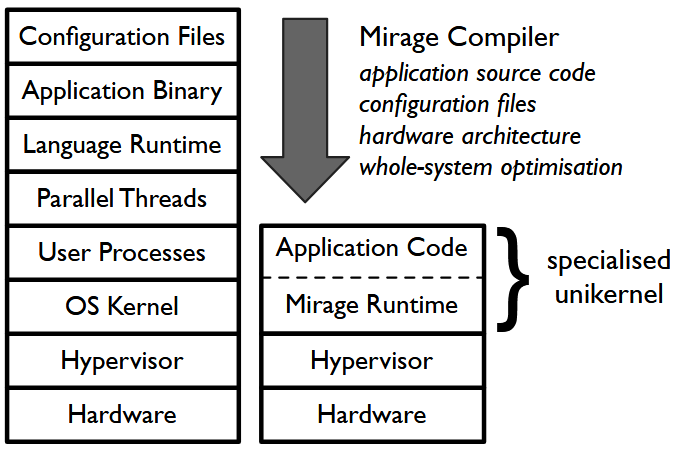 Configuration Files
Application Binary
Language Runtime
Parallel Threads
User Processes
OS Kernel
Hypervisor
Hardware
Mirage Compiler
application source code
configuration files
hardware architecture
whole-system optimisation
Application Code
Mirage Runtime
Hypervisor
Hardware
specialised
unikernel